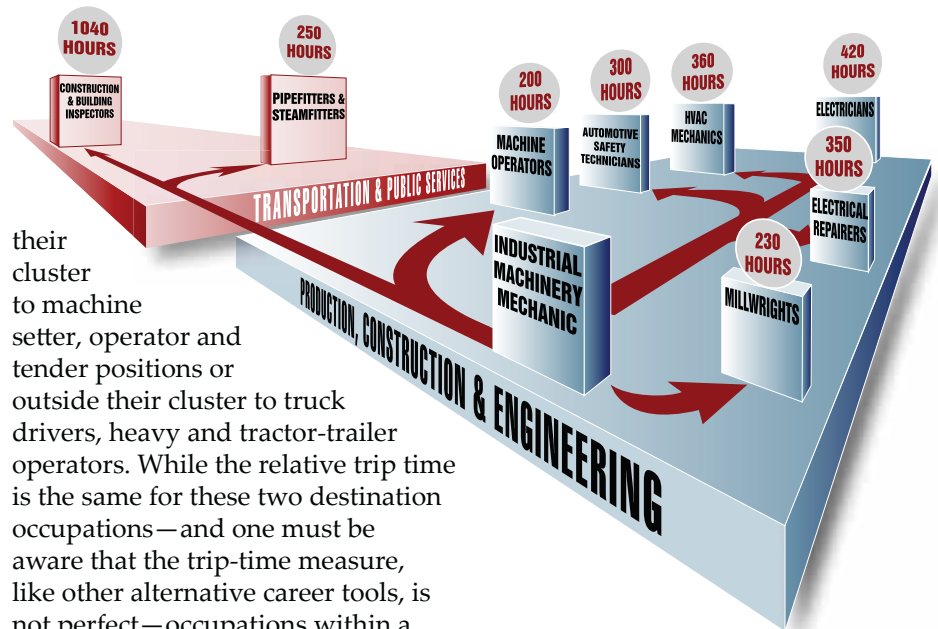 1040
HOURS
CONSTRUCTION
& BUILDING
INSPECTORS
250
HOURS
PIPEFITTERS &
STEAMFITTERS
TRANSPORTATION & PUBLIC SERVICES
200
HOURS
MACHINE
OPERATORS
300
HOURS
AUTOMOTIVE
SAFETY
TECHNICIANS
360
HOURS
HVAC
MECHANICS
420
HOURS
ELECTRICIANS
350
HOURS
ELECTRICAL
REPAIRERS
230
HOURS
MILLWRIGHTS
INDUSTRIAL
MACHINERY
MECHANIC
PRODUCTION, CONSTRUCTION & ENGINEERING
their
cluster
to machine
setter, operator and
tender positions or
outside their cluster to truck
drivers, heavy and tractor-trailer
operators. While the relative trip time
is the same for these two destination
occupations—and one must be
aware that the trip-time measure,
like other alternative career tools, is
not perfect—occupations within a